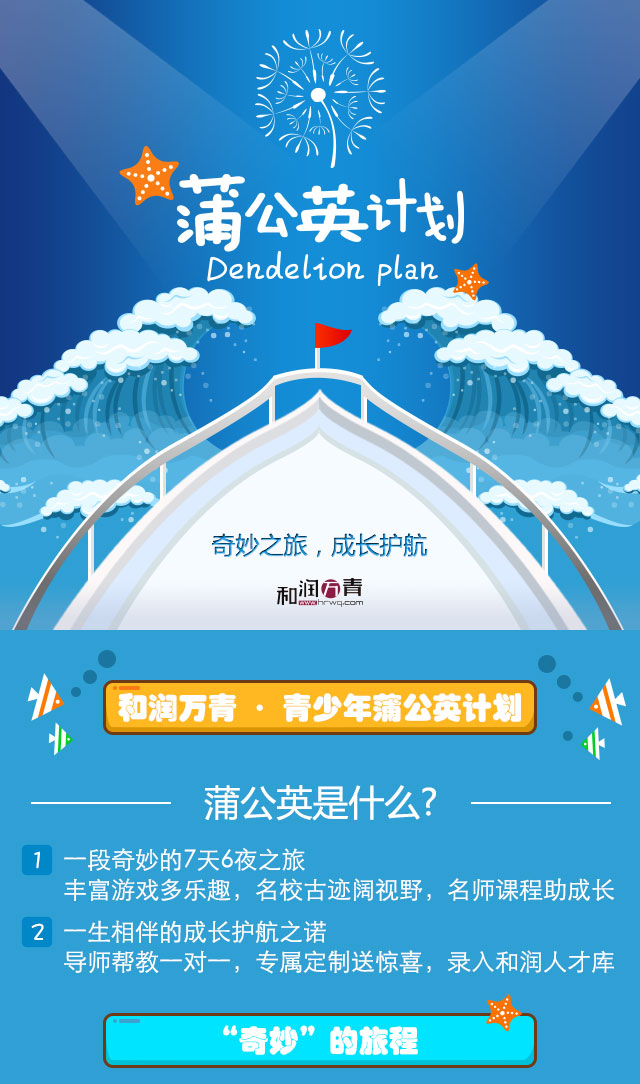 蒲公英计划
Dendelion plan
奇妙之旅，成长护航
和润万青
www.hrwq.com
和润万青 · 青少年蒲公英计划
蒲公英是什么?
1 一段奇妙的7天6夜之旅
丰富游戏多乐趣，名校古迹阔视野，名师课程助成长
2 一生相伴的成长护航之诺
导师帮教一对一，专属定制送惊喜，录入和润人才库
“奇妙”的旅程